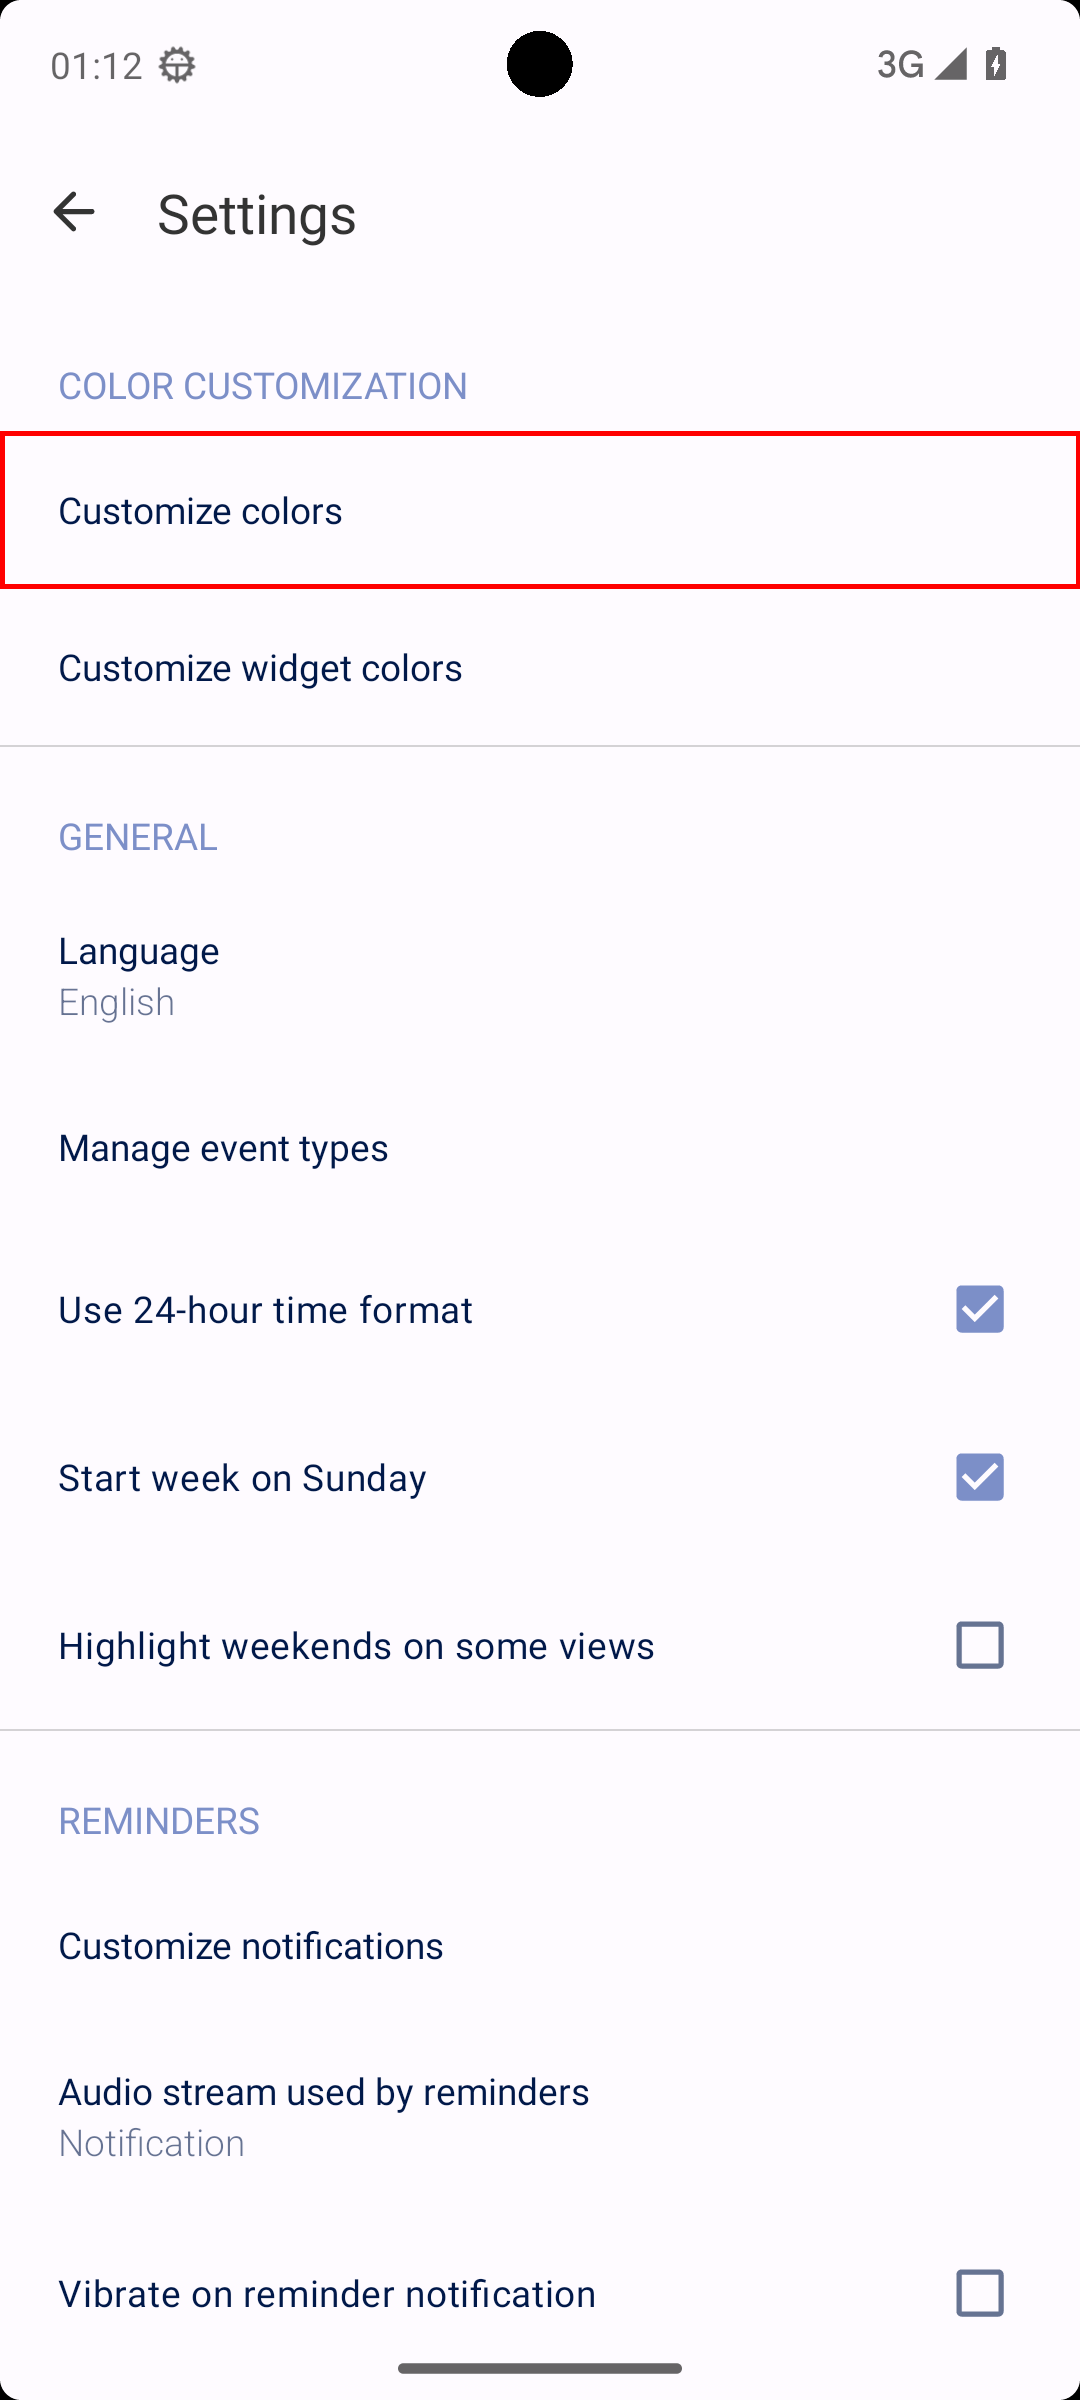 01:12
3G
Settings
COLOR CUSTOMIZATION
Customize colors
Customize widget colors
GENERAL
Language
English
Manage event types
Use 24-hour time format
Start week on Sunday
Highlight weekends on some views
REMINDERS
Customize notifications
Audio stream used by reminders
Notification
Vibrate on reminder notification